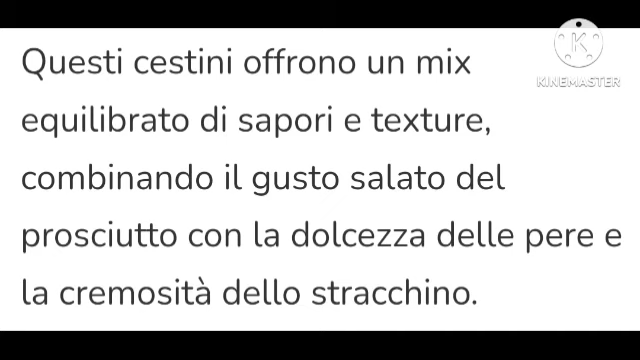 Questi cestini offrono un mix
equilibrato di sapori e texture,
combinando il gusto salato del
prosciutto con la dolcezza delle pere e
la cremosità dello stracchino.
K
KINEMASTER